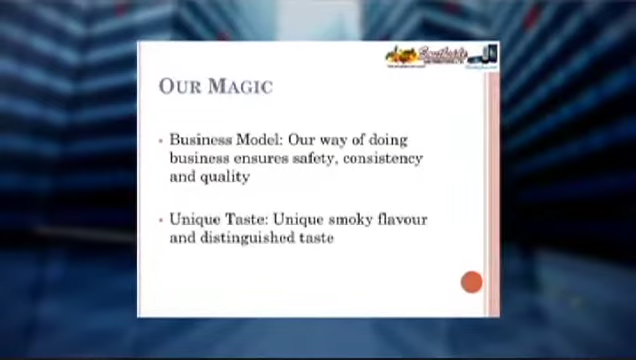 OUR MAGIC
Business Model: Our way of doing
business ensures safety, consistency
and quality
Unique Taste: Unique smoky flavour
and distinguished taste